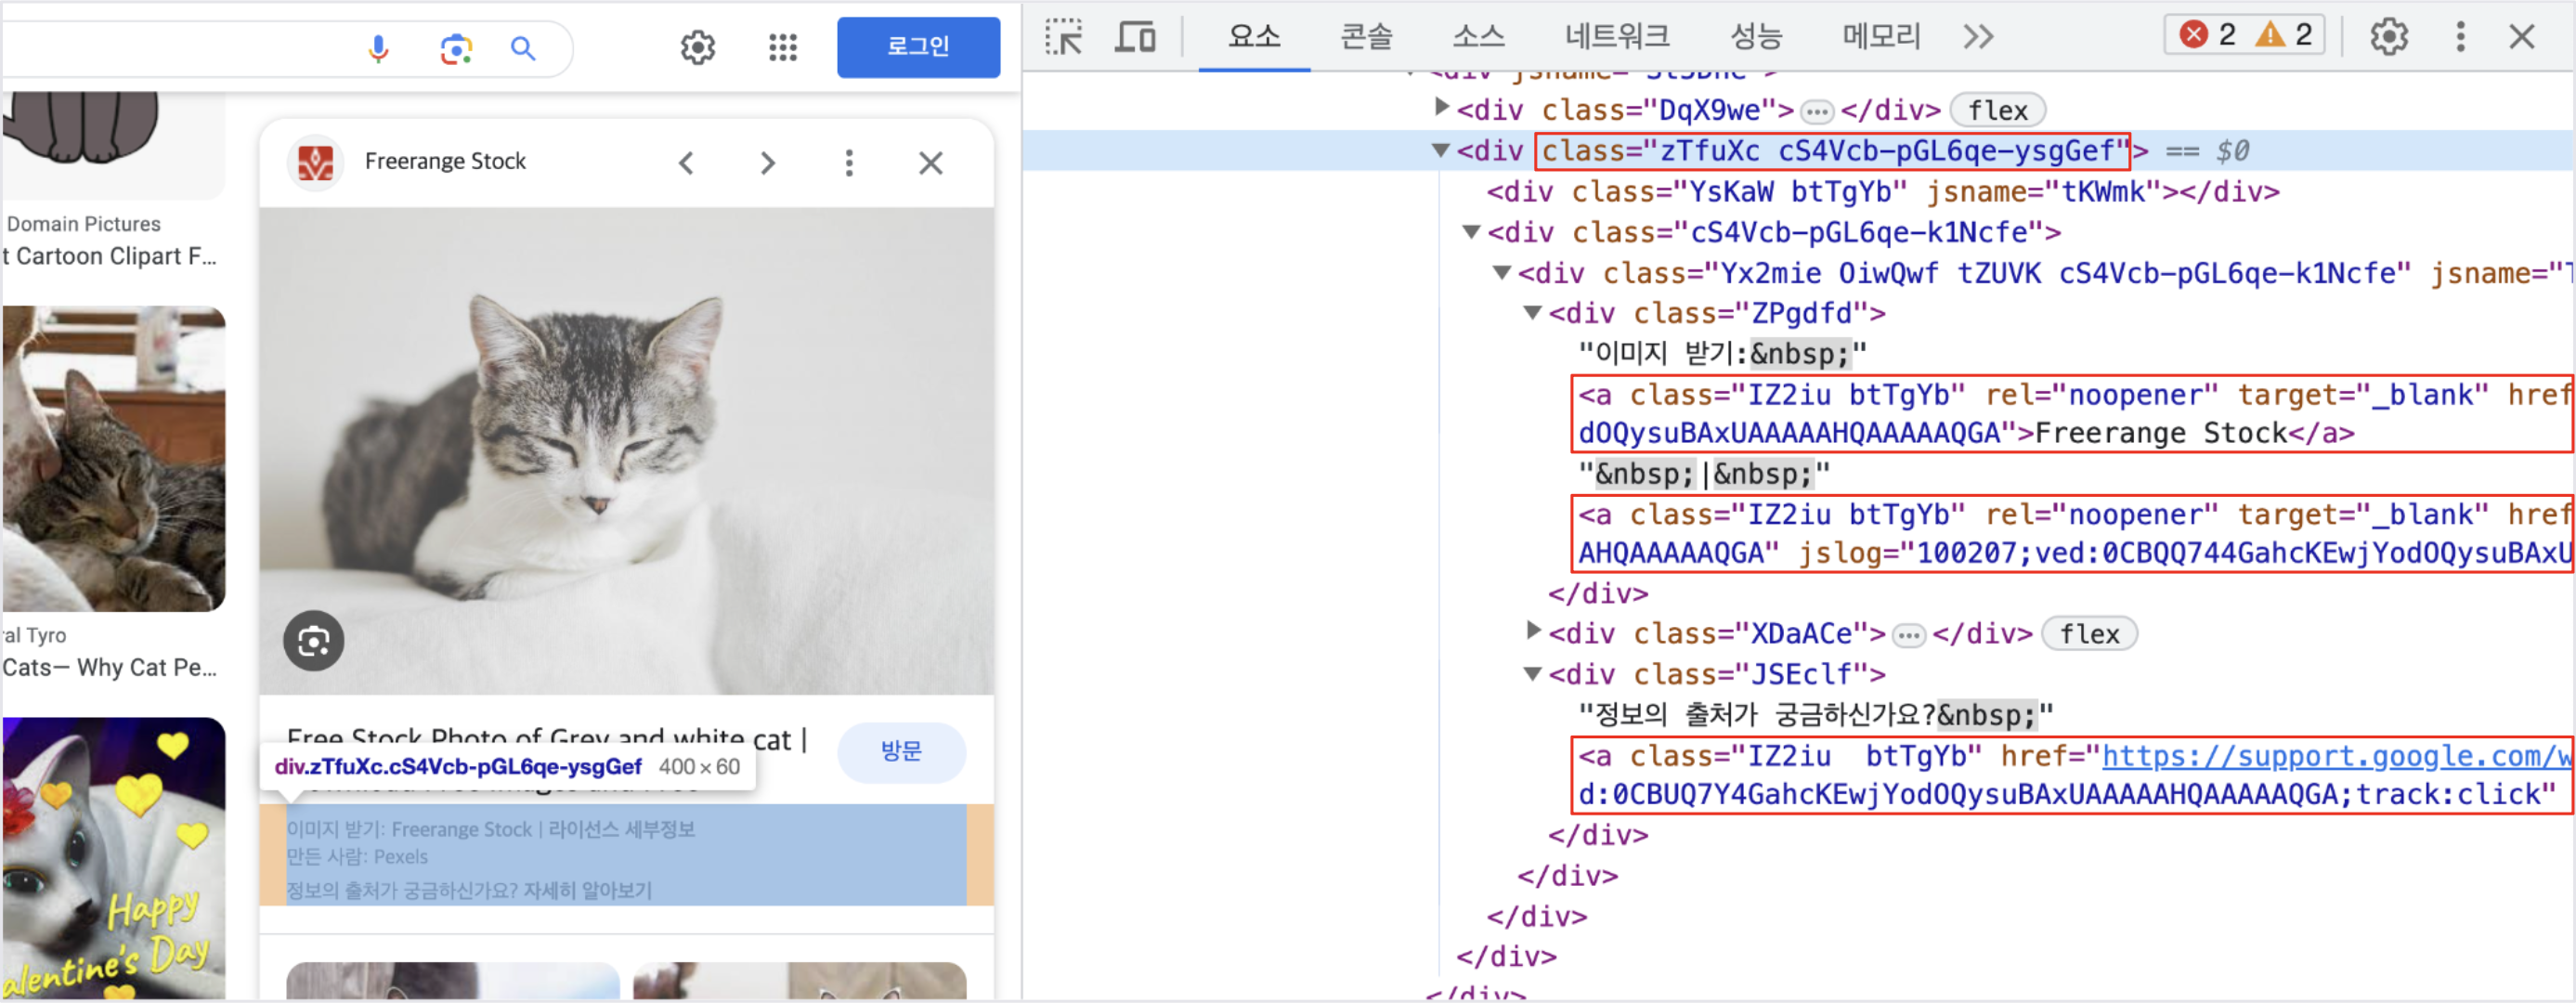 로그인
Domain Pictures
t Cartoon Clipart F...
ral Tyro
Cats— Why Cat Pe...
Happy
alentine's Day
Freerange Stock
Free Stock Photo of Grey and white cat |
방문
div.zTfuXc.cS4Vcb-pGL6qe-ysgGef 400 × 60
이미지 받기: Freerange Stock | 라이선스 세부정보
만든 사람: Pexels
정보의 출처가 궁금하신가요? 자세히 알아보기
요소 콘솔 소스 네트워크 성능 메모리 2 2
<div class="DqX9we"> ... </div> flex
<div class="zTfuXc cS4Vcb-pGL6qe-ysgGef"> == $0
<div class="YsKaW btTgYb" jsname="tKWmk"></div>
<div class="cS4Vcb-pGL6qe-k1Ncfe">
<div class="Yx2mie OiwQwf tZUVK cS4Vcb-pGL6qe-k1Ncfe" jsname="
<div class="ZPgdfd">
"이미지 받기:&nbsp;"
<a class="IZ2iu btTgYb" rel="noopener" target="_blank" href
dOQysuBAxUAAAAAHQAAAAAQGA">Freerange Stock</a>
"&nbsp;|&nbsp;"
<a class="IZ2iu btTgYb" rel="noopener" target="_blank" href
AHQAAAAAQGA" jslog="100207;ved:0CBQQ744GahcKEwjYodOQysuBAxU
</div>
<div class="XDaACe"> ... </div> flex
<div class="JSEclf">
"정보의 출처가 궁금하신가요?&nbsp;"
<a class="IZ2iu  btTgYb" href="https://support.google.com/w
d:0CBUQ7Y4GahcKEwjYodOQysuBAxUAAAAAHQAAAAAQGA;track:click"
</div>
</div>
</div>
</div>
</div>